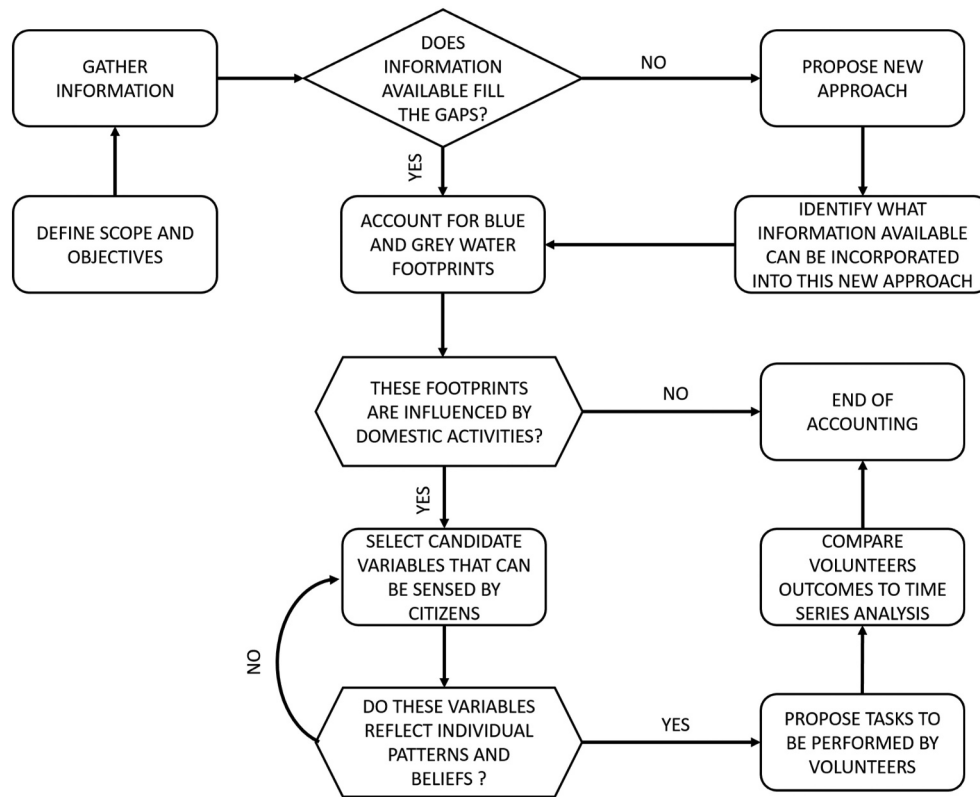 GATHER
INFORMATION
DOES
INFORMATION
AVAILABLE FILL
THE GAPS?
NO
PROPOSE NEW
APPROACH
YES
DEFINE SCOPE AND
OBJECTIVES
ACCOUNT FOR BLUE
AND GREY WATER
FOOTPRINTS
IDENTIFY WHAT
INFORMATION AVAILABLE
CAN BE INCORPORATED
INTO THIS NEW APPROACH
THESE FOOTPRINTS
ARE INFLUENCED BY
DOMESTIC ACTIVITIES?
NO
END OF
ACCOUNTING
YES
SELECT CANDIDATE
VARIABLES THAT CAN
BE SENSED BY
CITIZENS
COMPARE
VOLUNTEERS
OUTCOMES TO TIME
SERIES ANALYSIS
NO
DO THESE VARIABLES
REFLECT INDIVIDUAL
PATTERNS AND
BELIEFS ?
YES
PROPOSE TASKS TO
BE PERFORMED BY
VOLUNTEERS